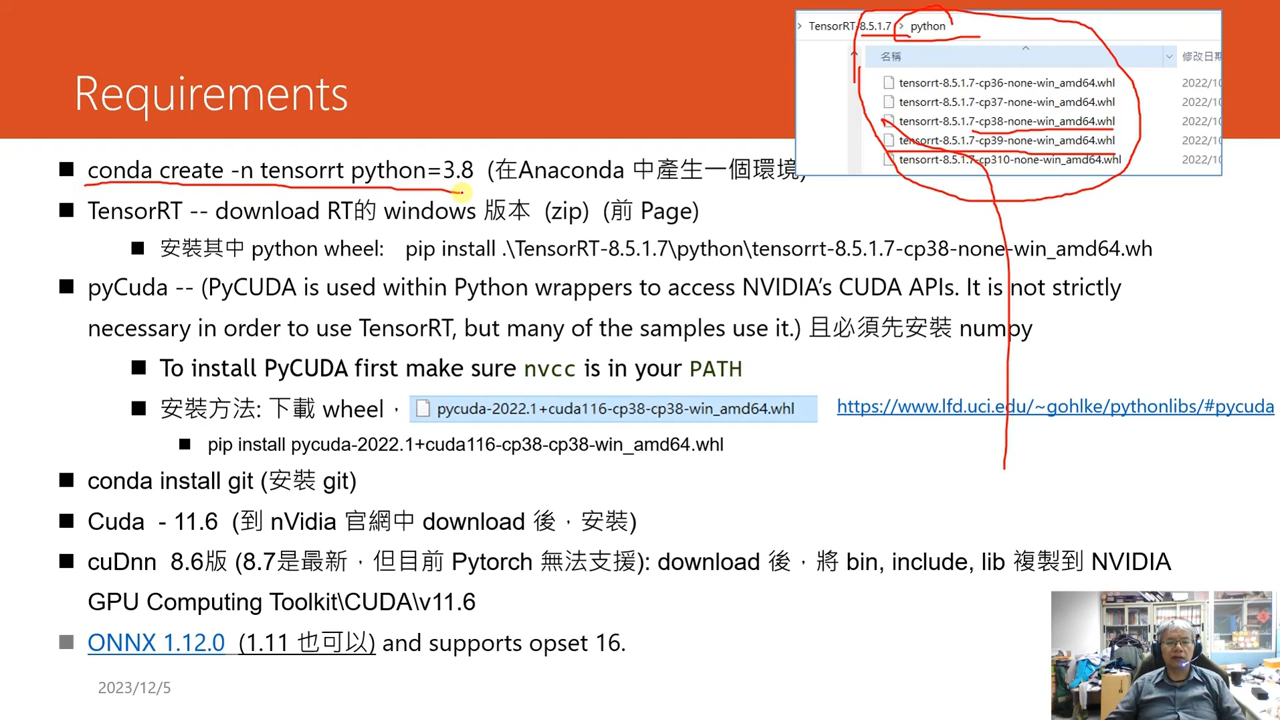 TensorRT-8.5.1.7 > python
名稱 修改日期
tensorrt-8.5.1.7-cp36-none-win_amd64.whl 2022/10
tensorrt-8.5.1.7-cp37-none-win_amd64.whl 2022/10
tensorrt-8.5.1.7-cp38-none-win_amd64.whl 2022/10
tensorrt-8.5.1.7-cp39-none-win_amd64.whl 2022/10
tensorrt-8.5.1.7-cp310-none-win_amd64.whl 2022/10
Requirements
■ conda create -n tensorrt python=3.8 (在Anaconda 中產生一個環境)
■ TensorRT -- download RT的 windows 版本 (zip) (前 Page)
■ 安裝其中 python wheel: pip install .\TensorRT-8.5.1.7\python\tensorrt-8.5.1.7-cp38-none-win_amd64.wh
■ pyCuda -- (PyCUDA is used within Python wrappers to access NVIDIA’s CUDA APIs. It is not strictly
necessary in order to use TensorRT, but many of the samples use it.) 且必須先安裝 numpy
■ To install PyCUDA first make sure nvcc is in your PATH
■ 安裝方法: 下載 wheel， pycuda-2022.1+cuda116-cp38-cp38-win_amd64.whl https://www.lfd.uci.edu/~gohlke/pythonlibs/#pycuda
■ pip install pycuda-2022.1+cuda116-cp38-cp38-win_amd64.whl
■ conda install git (安裝 git)
■ Cuda - 11.6 (到 nVidia 官網中 download 後，安裝)
■ cuDnn 8.6版 (8.7是最新，但目前 Pytorch 無法支援): download 後，將 bin, include, lib 複製到 NVIDIA
GPU Computing Toolkit\CUDA\v11.6
■ ONNX 1.12.0 (1.11 也可以) and supports opset 16.
2023/12/5